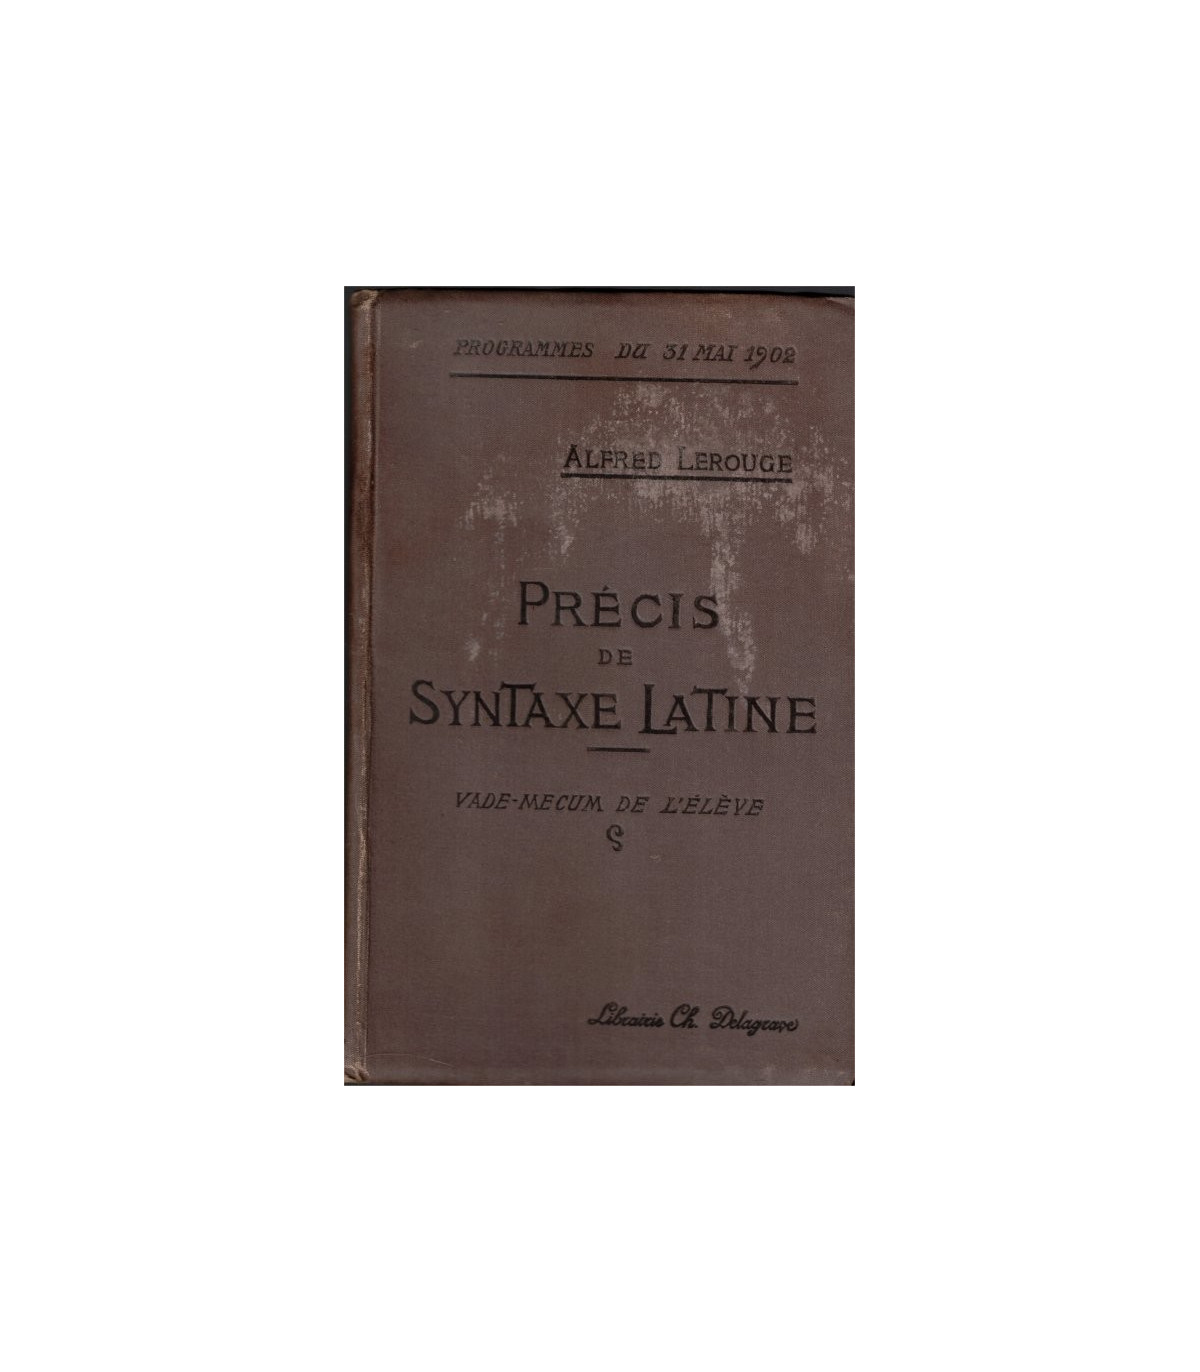 PROGRAMMES DU 31 MAI 1902
ALFRED LEROUGE
PRÉCIS
DE
SYNTAXE LATINE
VADE-MECUM DE L'ÉLÈVE
Librairie Ch. Delagrave